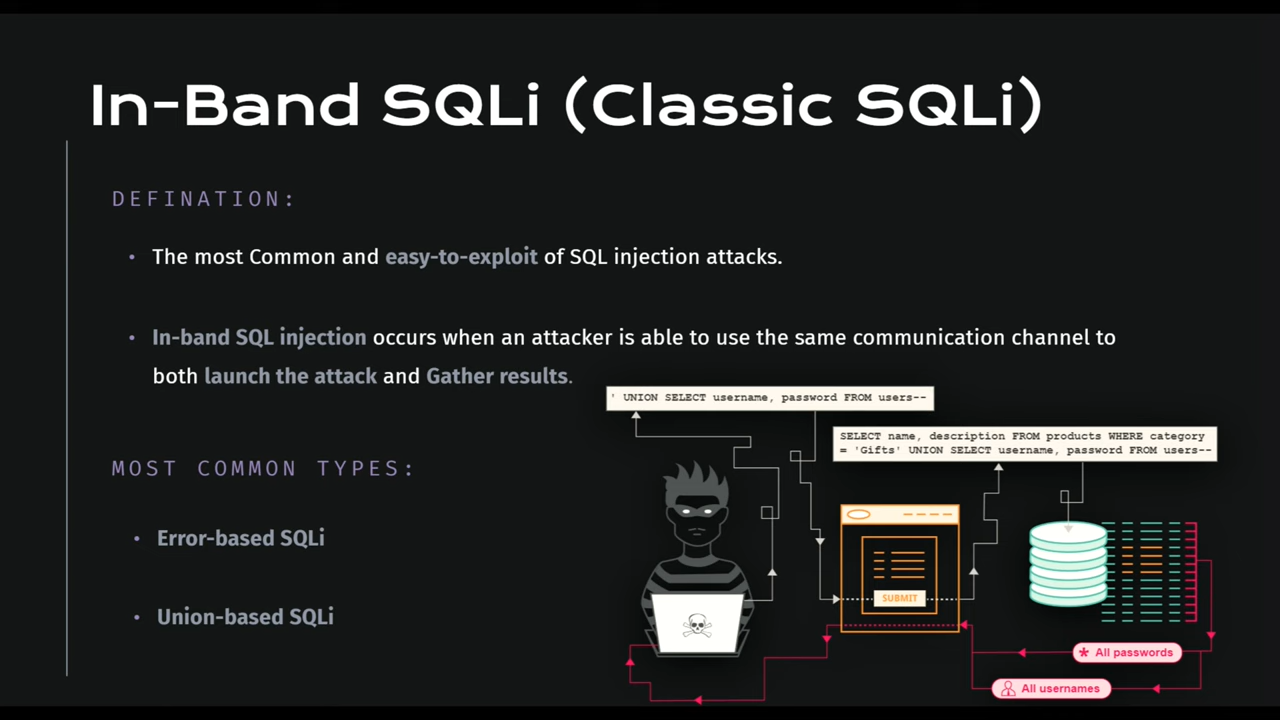 In-Band SQLi (Classic SQLi)
DEFINATION:
• The most Common and easy-to-exploit of SQL injection attacks.
• In-band SQL injection occurs when an attacker is able to use the same communication channel to
both launch the attack and Gather results.
' UNION SELECT username, password FROM users--
SELECT name, description FROM products WHERE category
= 'Gifts' UNION SELECT username, password FROM users--
MOST COMMON TYPES:
• Error-based SQLi
• Union-based SQLi
SUBMIT
* All passwords
All usernames